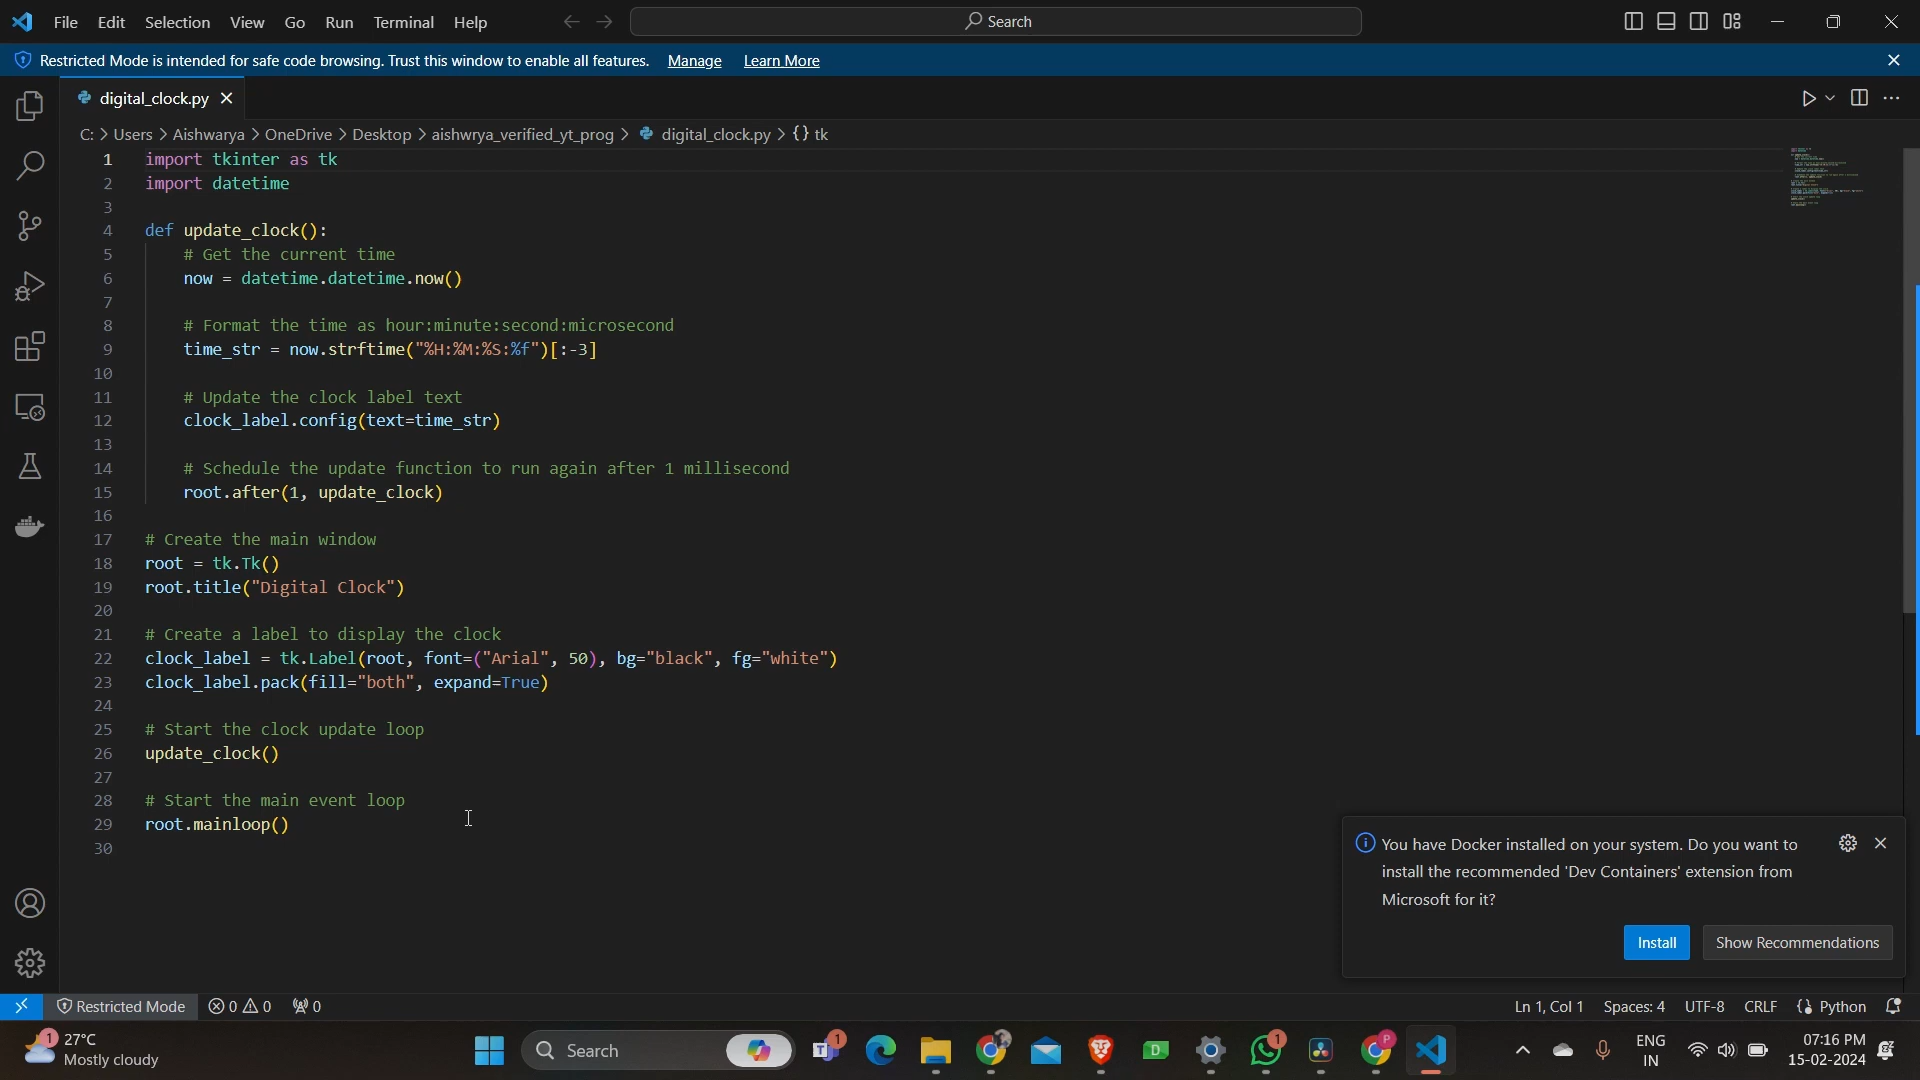 File Edit Selection View Go Run Terminal Help Search
Restricted Mode is intended for safe code browsing. Trust this window to enable all features. Manage Learn More
digital_clock.py
C: > Users > Aishwarya > OneDrive > Desktop > aishwrya_verified_yt_prog > digital_clock.py > {} tk
1 import tkinter as tk
2 import datetime
3
4 def update_clock():
5     # Get the current time
6     now = datetime.datetime.now()
7
8     # Format the time as hour:minute:second:microsecond
9     time_str = now.strftime("%H:%M:%S:%f")[:-3]
10
11     # Update the clock label text
12     clock_label.config(text=time_str)
13
14     # Schedule the update function to run again after 1 millisecond
15     root.after(1, update_clock)
16
17 # Create the main window
18 root = tk.Tk()
19 root.title("Digital Clock")
20
21 # Create a label to display the clock
22 clock_label = tk.Label(root, font=("Arial", 50), bg="black", fg="white")
23 clock_label.pack(fill="both", expand=True)
24
25 # Start the clock update loop
26 update_clock()
27
28 # Start the main event loop
29 root.mainloop()
30
You have Docker installed on your system. Do you want to
install the recommended 'Dev Containers' extension from
Microsoft for it?
Install Show Recommendations
Restricted Mode 0 0 0 Ln 1, Col 1 Spaces: 4 UTF-8 CRLF {} Python
1 27°C
Mostly cloudy
Search
1
T
D
1
P
ENG
IN
07:16 PM
15-02-2024